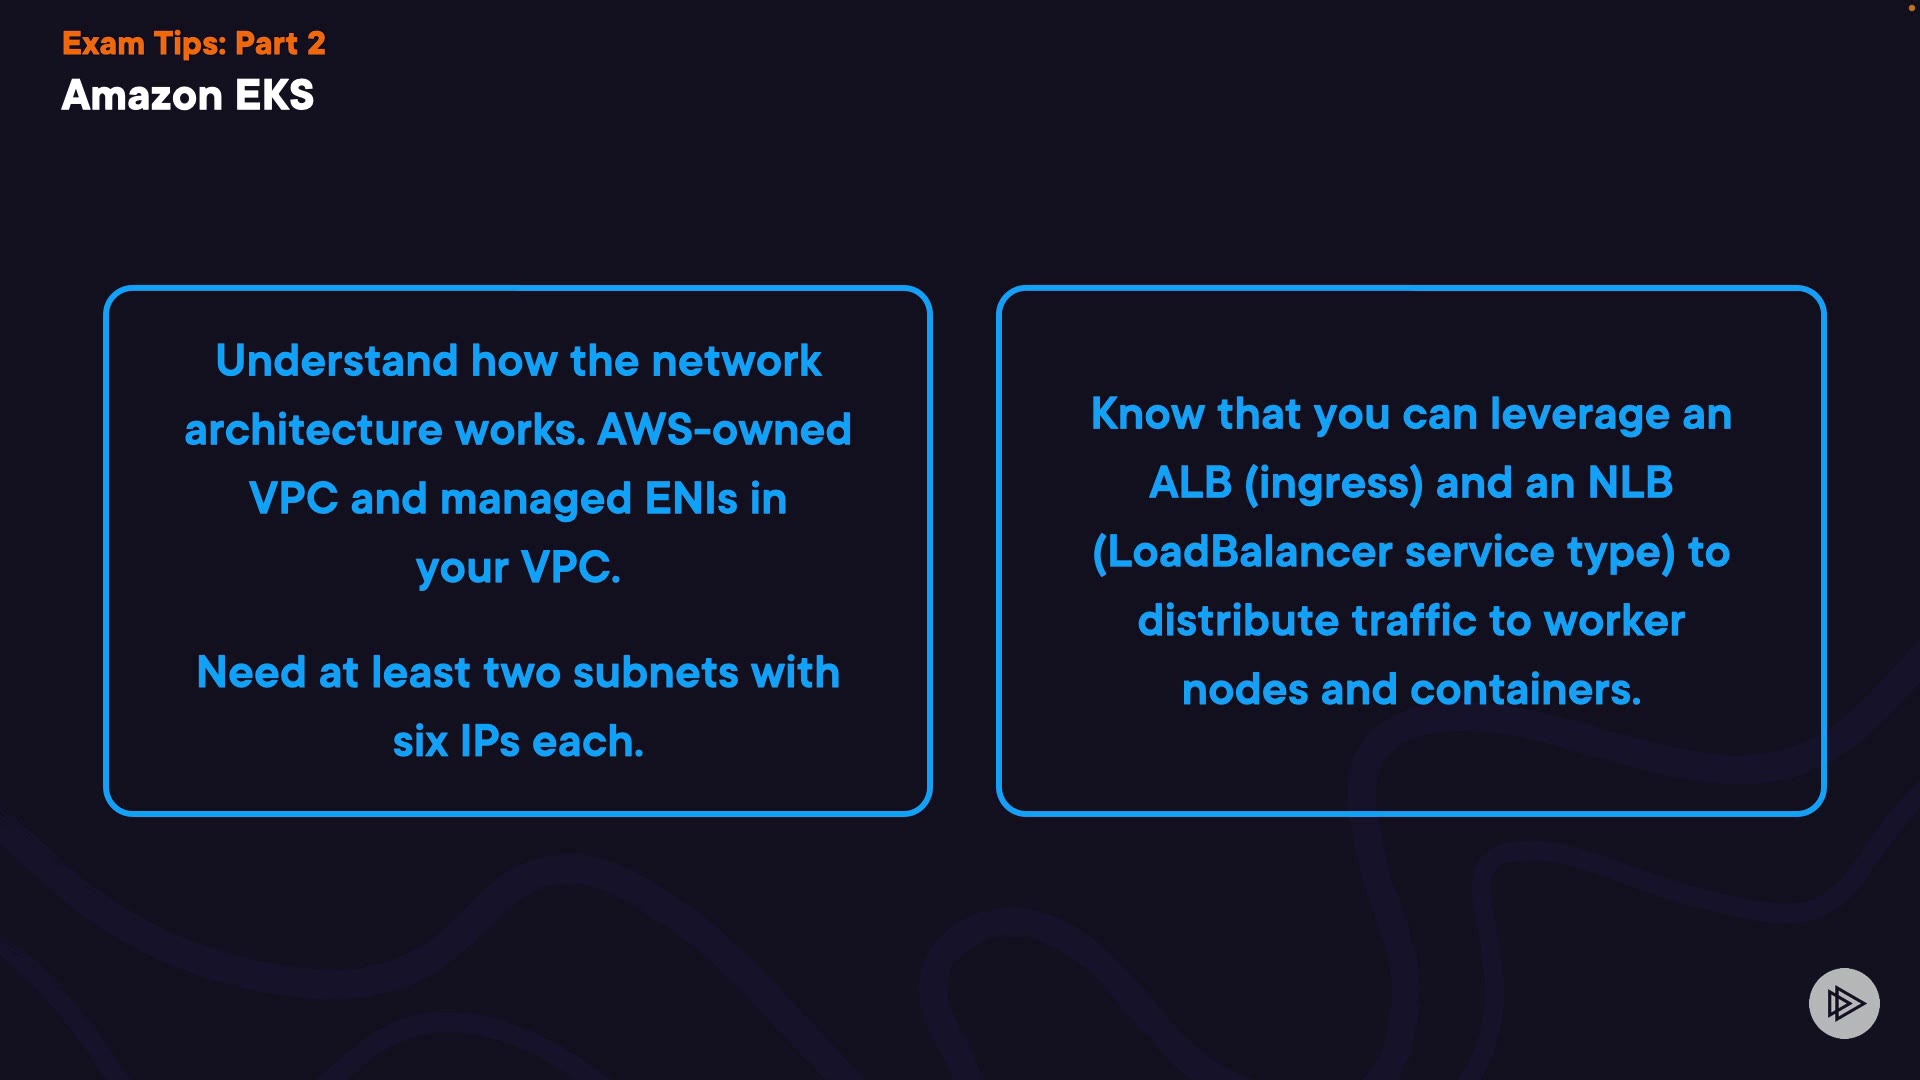 Exam Tips: Part 2
Amazon EKS
Understand how the network
architecture works. AWS-owned
VPC and managed ENIs in
your VPC.
Need at least two subnets with
six IPs each.
Know that you can leverage an
ALB (ingress) and an NLB
(LoadBalancer service type) to
distribute traffic to worker
nodes and containers.